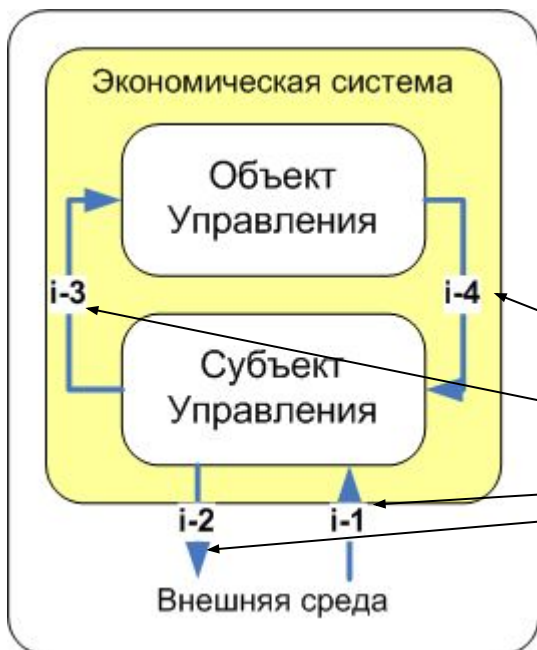 Экономическая система
Объект
Управления
i-3
i-4
Субъект
Управления
i-2
i-1
Внешняя среда